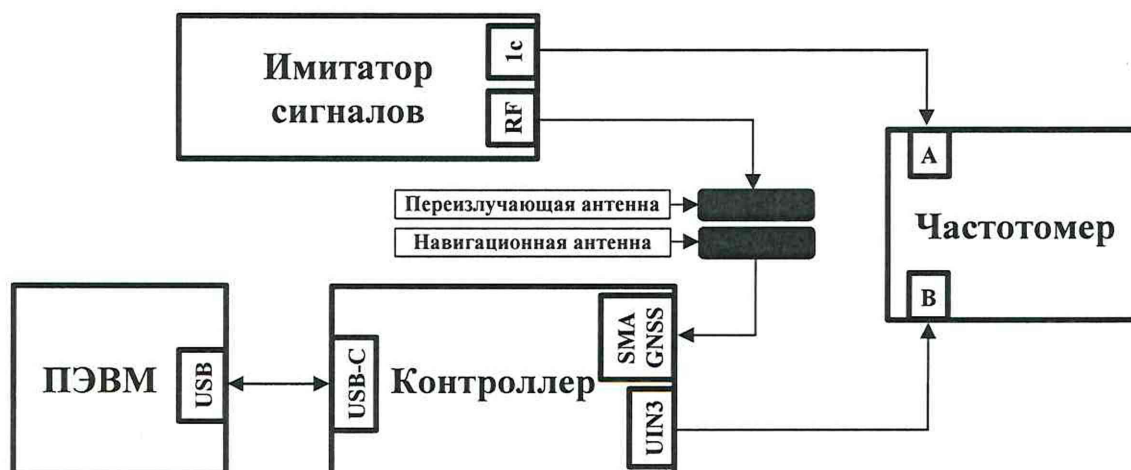 Имитатор
сигналов
1с
RF
A
Частотомер
B
Переизлучающая антенна
Навигационная антенна
ПЭВМ
USB
USB-C
Контроллер
SMA
GNSS
UIN3